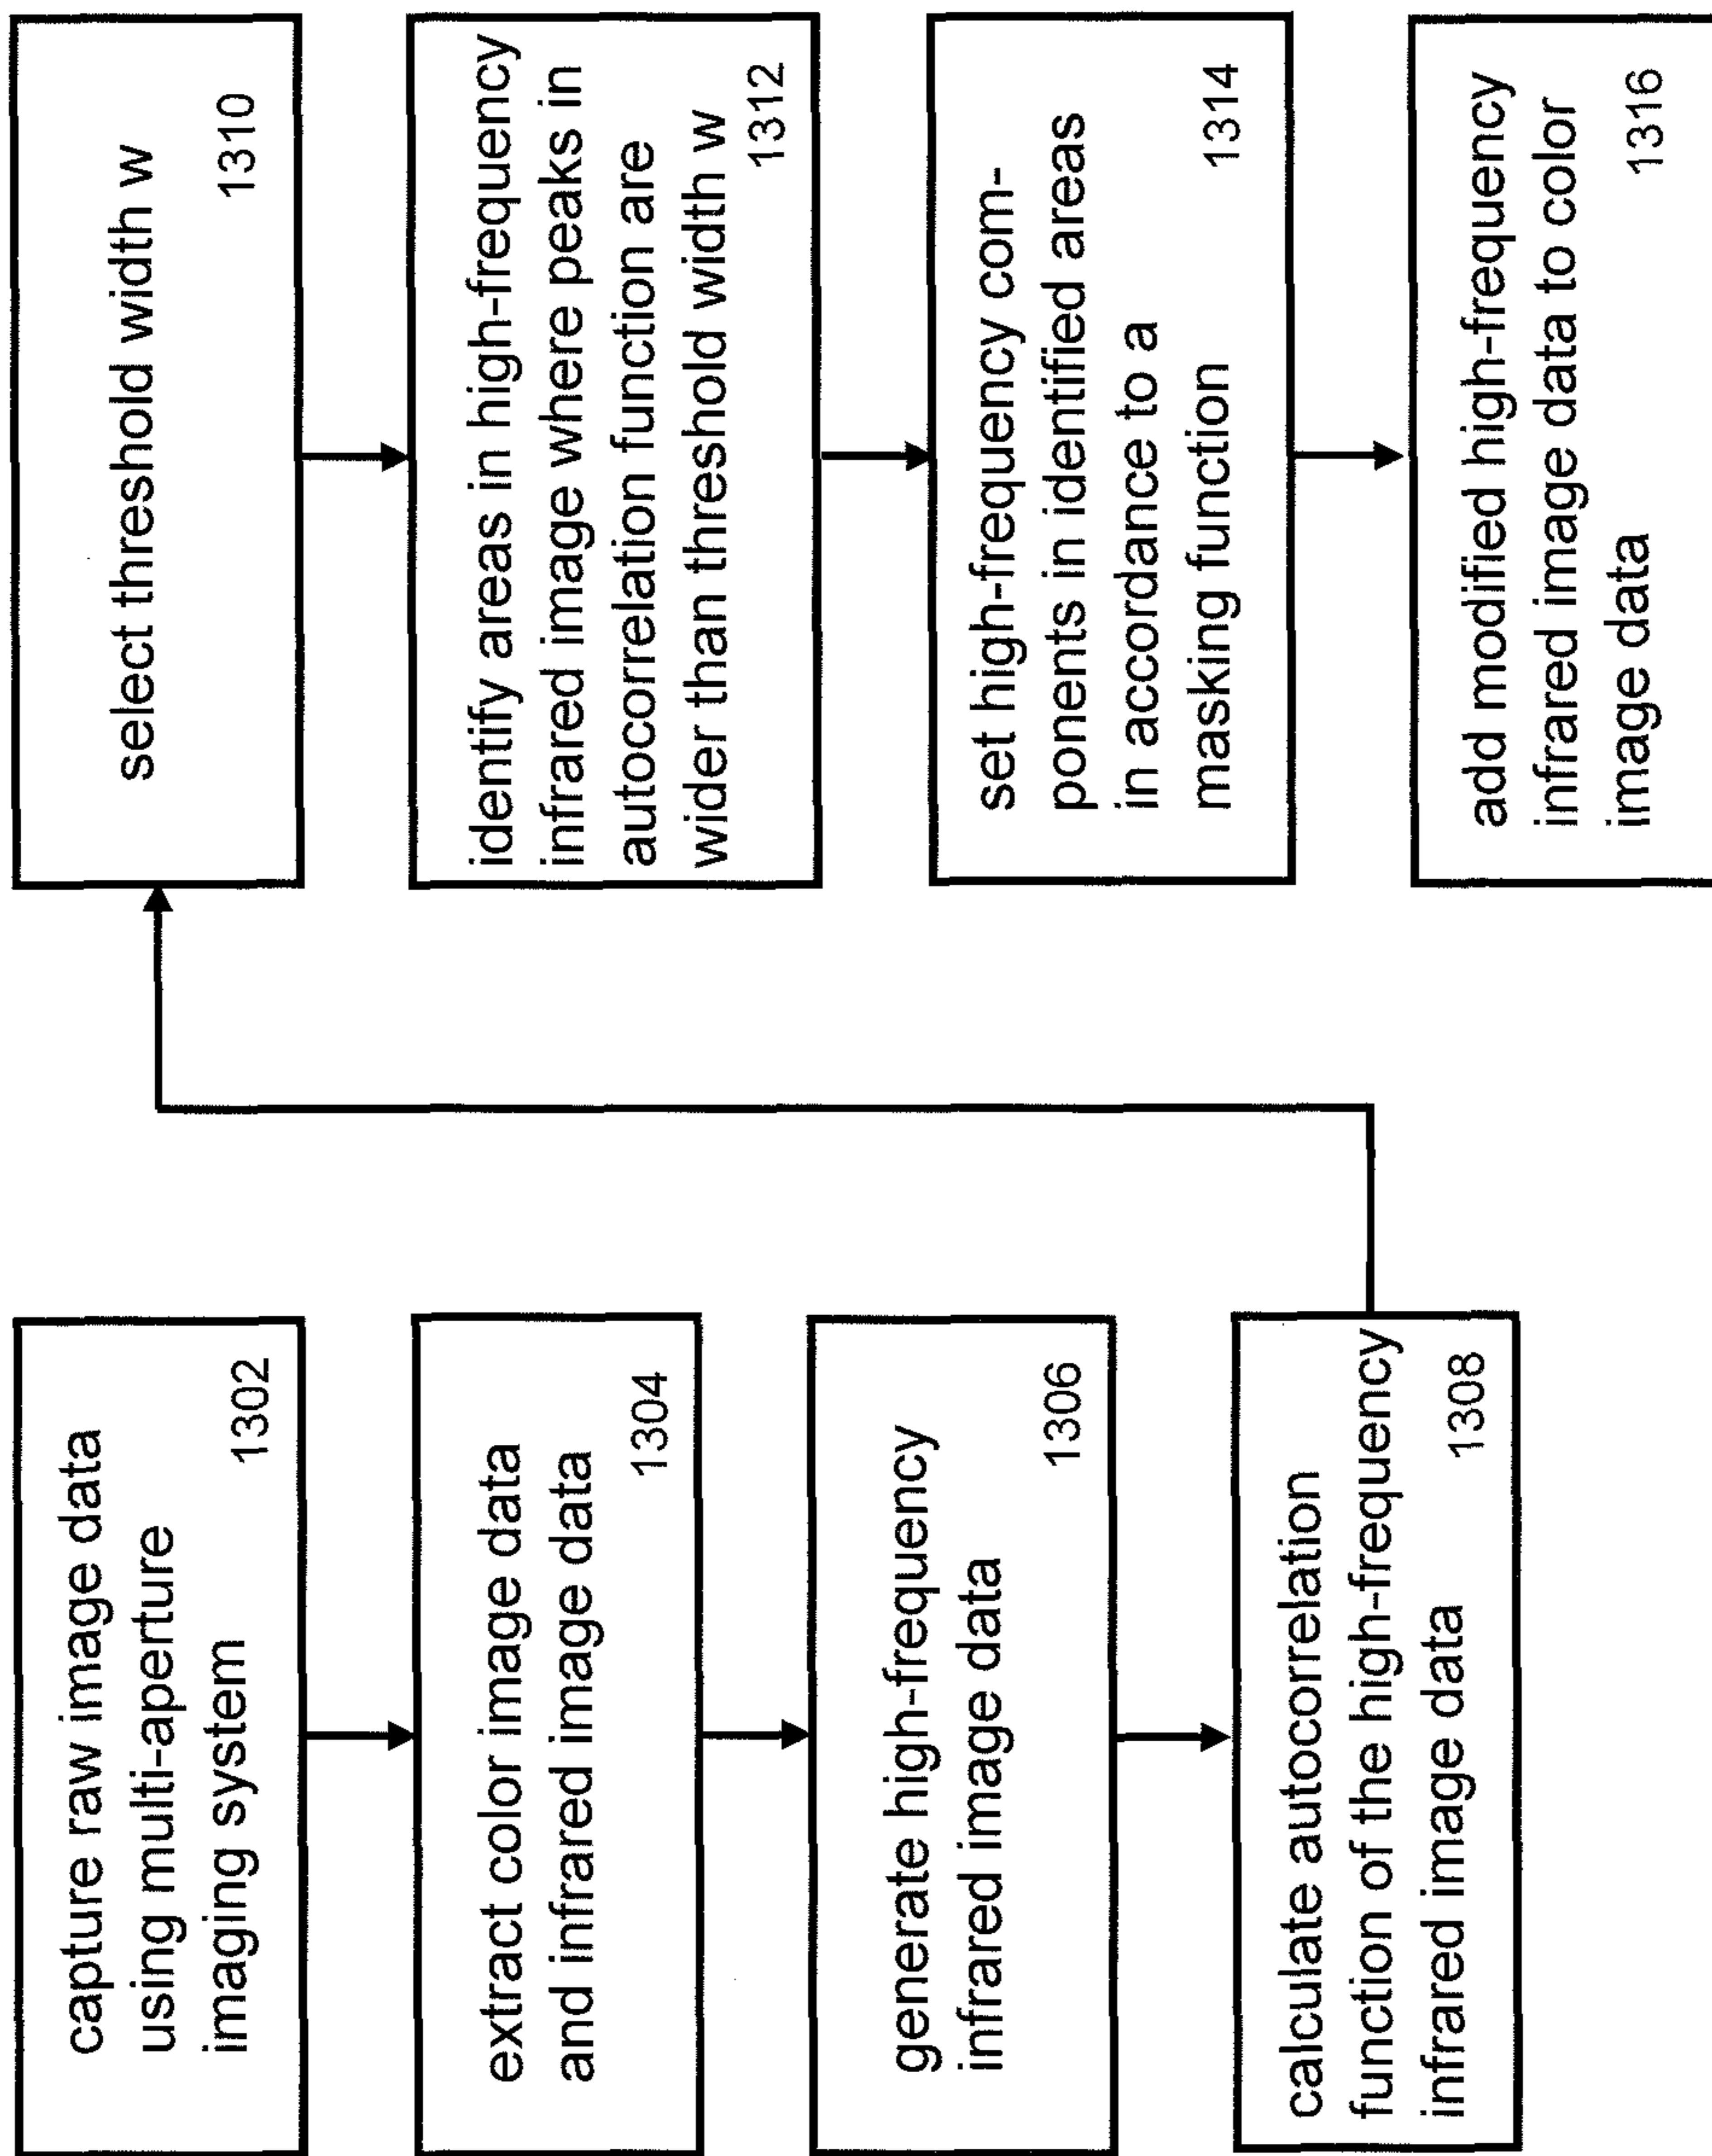 capture raw image data
using multi-aperture
imaging system
1302
extract color image data
and infrared image data
1304
generate high-frequency
infrared image data
1306
calculate autocorrelation
function of the high-frequency
infrared image data
1308
select threshold width w
1310
identify areas in high-frequency
infrared image where peaks in
autocorrelation function are
wider than threshold width w
1312
set high-frequency com-
ponents in identified areas
in accordance to a
masking function
1314
add modified high-frequency
infrared image data to color
image data
1316